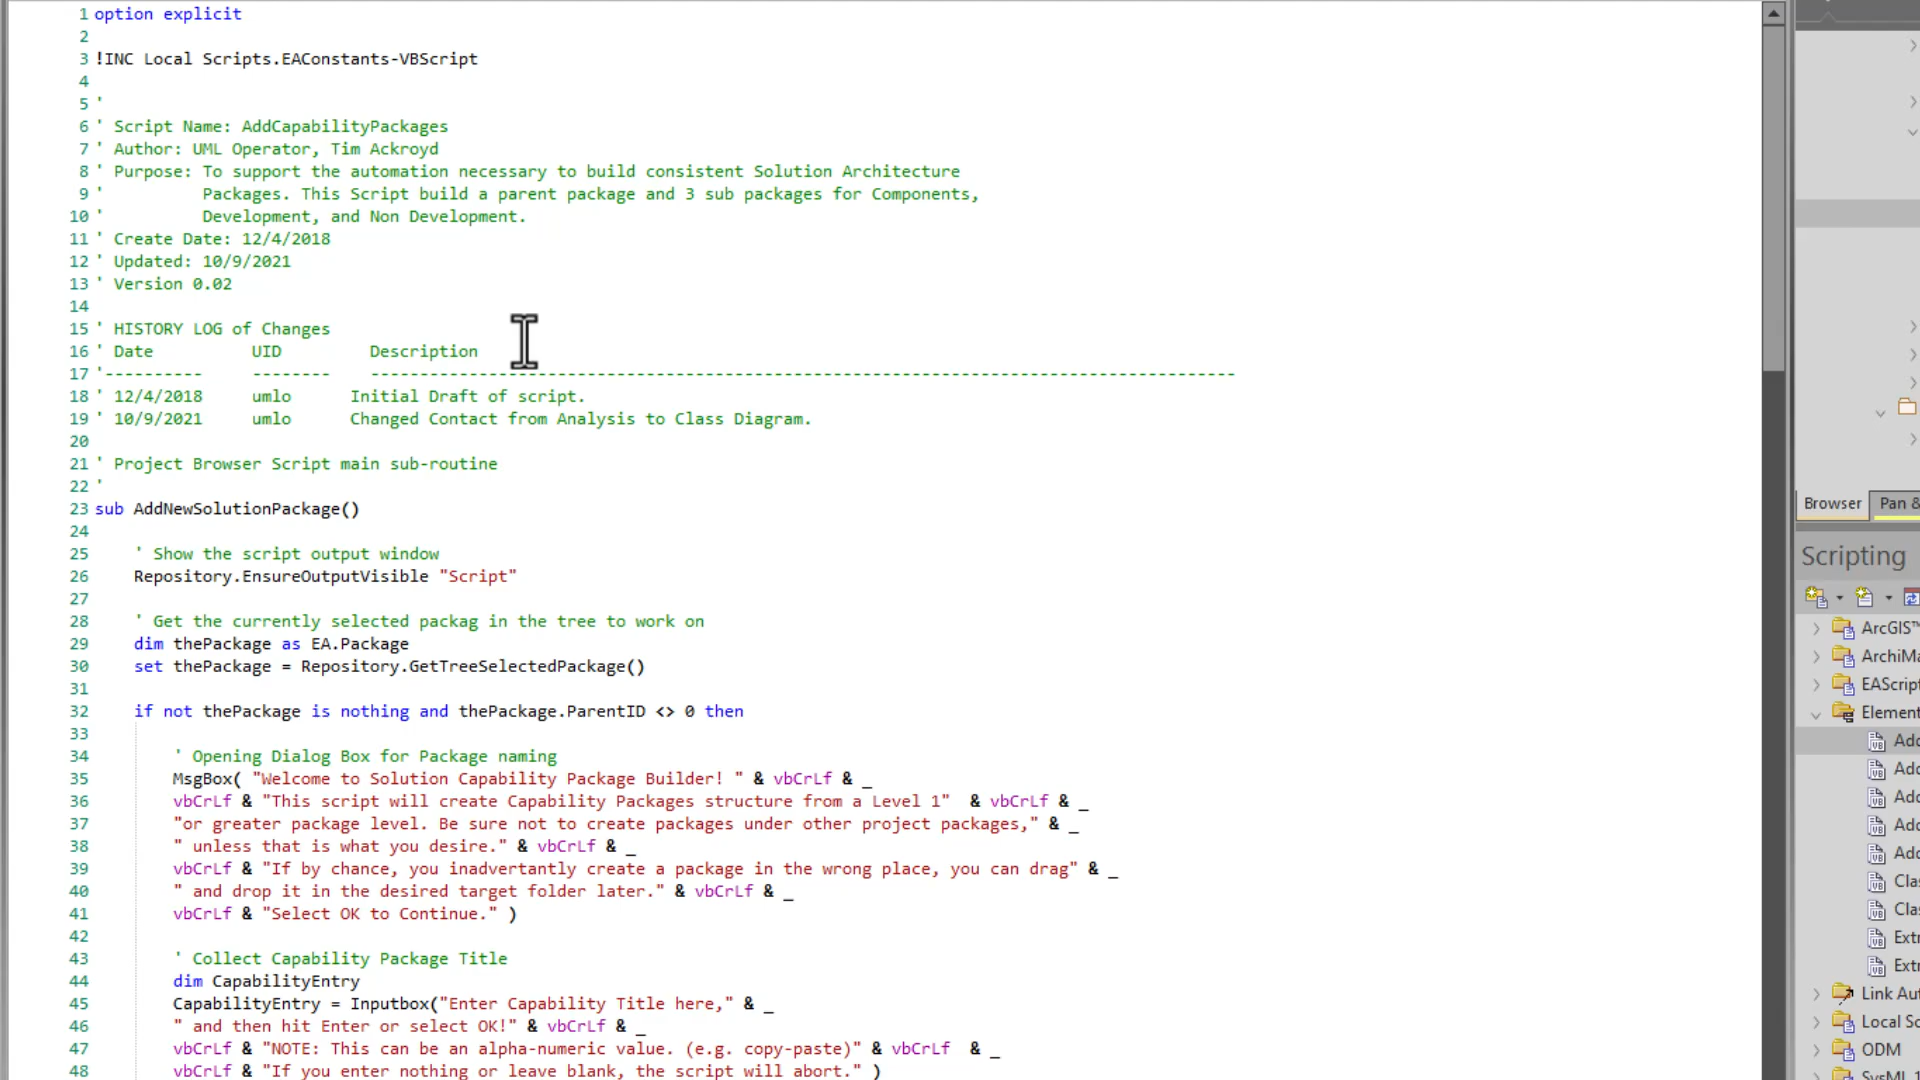 1 option explicit
2
3 !INC Local Scripts.EAConstants-VBScript
4
5 '
6 ' Script Name: AddCapabilityPackages
7 ' Author: UML Operator, Tim Ackroyd
8 ' Purpose: To support the automation necessary to build consistent Solution Architecture
9 '          Packages. This Script build a parent package and 3 sub packages for Components,
10 '          Development, and Non Development.
11 ' Create Date: 12/4/2018
12 ' Updated: 10/9/2021
13 ' Version 0.02
14
15 ' HISTORY LOG of Changes
16 ' Date          UID         Description
17 '----------     --------    ----------------------------------------------------------------------------------------
18 ' 12/4/2018     umlo      Initial Draft of script.
19 ' 10/9/2021     umlo      Changed Contact from Analysis to Class Diagram.
20
21 ' Project Browser Script main sub-routine
22 '
23 sub AddNewSolutionPackage()
24
25     ' Show the script output window
26     Repository.EnsureOutputVisible "Script"
27
28     ' Get the currently selected packag in the tree to work on
29     dim thePackage as EA.Package
30     set thePackage = Repository.GetTreeSelectedPackage()
31
32     if not thePackage is nothing and thePackage.ParentID <> 0 then
33
34         ' Opening Dialog Box for Package naming
35         MsgBox( "Welcome to Solution Capability Package Builder! " & vbCrLf & _
36         vbCrLf & "This script will create Capability Packages structure from a Level 1"  & vbCrLf & _
37         "or greater package level. Be sure not to create packages under other project packages," & _
38         " unless that is what you desire." & vbCrLf & _
39         vbCrLf & "If by chance, you inadvertantly create a package in the wrong place, you can drag" & _
40         " and drop it in the desired target folder later." & vbCrLf & _
41         vbCrLf & "Select OK to Continue." )
42
43         ' Collect Capability Package Title
44         dim CapabilityEntry
45         CapabilityEntry = Inputbox("Enter Capability Title here," & _
46         " and then hit Enter or select OK!" & vbCrLf & _
47         vbCrLf & "NOTE: This can be an alpha-numeric value. (e.g. copy-paste)" & vbCrLf  & _
48         vbCrLf & "If you enter nothing or leave blank, the script will abort." )
Browser Pan &
Scripting
ArcGIS™
ArchiMa
EAScript
Element
Add
Add
Add
Add
Add
Clas
Clas
Extr
Extr
Link Aut
Local Sc
ODM
SysML 1